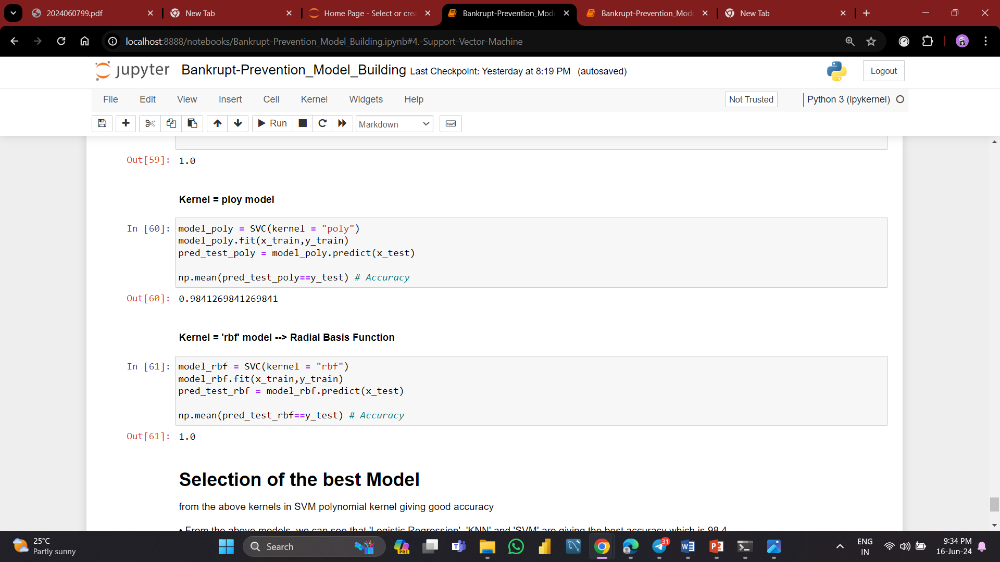 2024060799.pdf
New Tab
Home Page - Select or crea
Bankrupt-Prevention_Mod
Bankrupt-Prevention_Mod
New Tab
localhost:8888/notebooks/Bankrupt-Prevention_Model_Building.ipynb#4.-Support-Vector-Machine
jupyter Bankrupt-Prevention_Model_Building Last Checkpoint: Yesterday at 8:19 PM (autosaved)
Logout
File Edit View Insert Cell Kernel Widgets Help
Not Trusted
Python 3 (ipykernel)
Run
Markdown
Out[59]: 1.0
Kernel = ploy model
In [60]: model_poly = SVC(kernel = "poly")
model_poly.fit(x_train,y_train)
pred_test_poly = model_poly.predict(x_test)
np.mean(pred_test_poly==y_test) # Accuracy
Out[60]: 0.9841269841269841
Kernel = 'rbf' model --> Radial Basis Function
In [61]: model_rbf = SVC(kernel = "rbf")
model_rbf.fit(x_train,y_train)
pred_test_rbf = model_rbf.predict(x_test)
np.mean(pred_test_rbf==y_test) # Accuracy
Out[61]: 1.0
Selection of the best Model
from the above kernels in SVM polynomial kernel giving good accuracy
• From the above models, we can see that 'Logistic Regression', 'KNN' and 'SVM' are giving the best accuracy which is 98.4
25°C
Partly sunny
Search
PRE
31
ENG
IN
9:34 PM
16-Jun-24